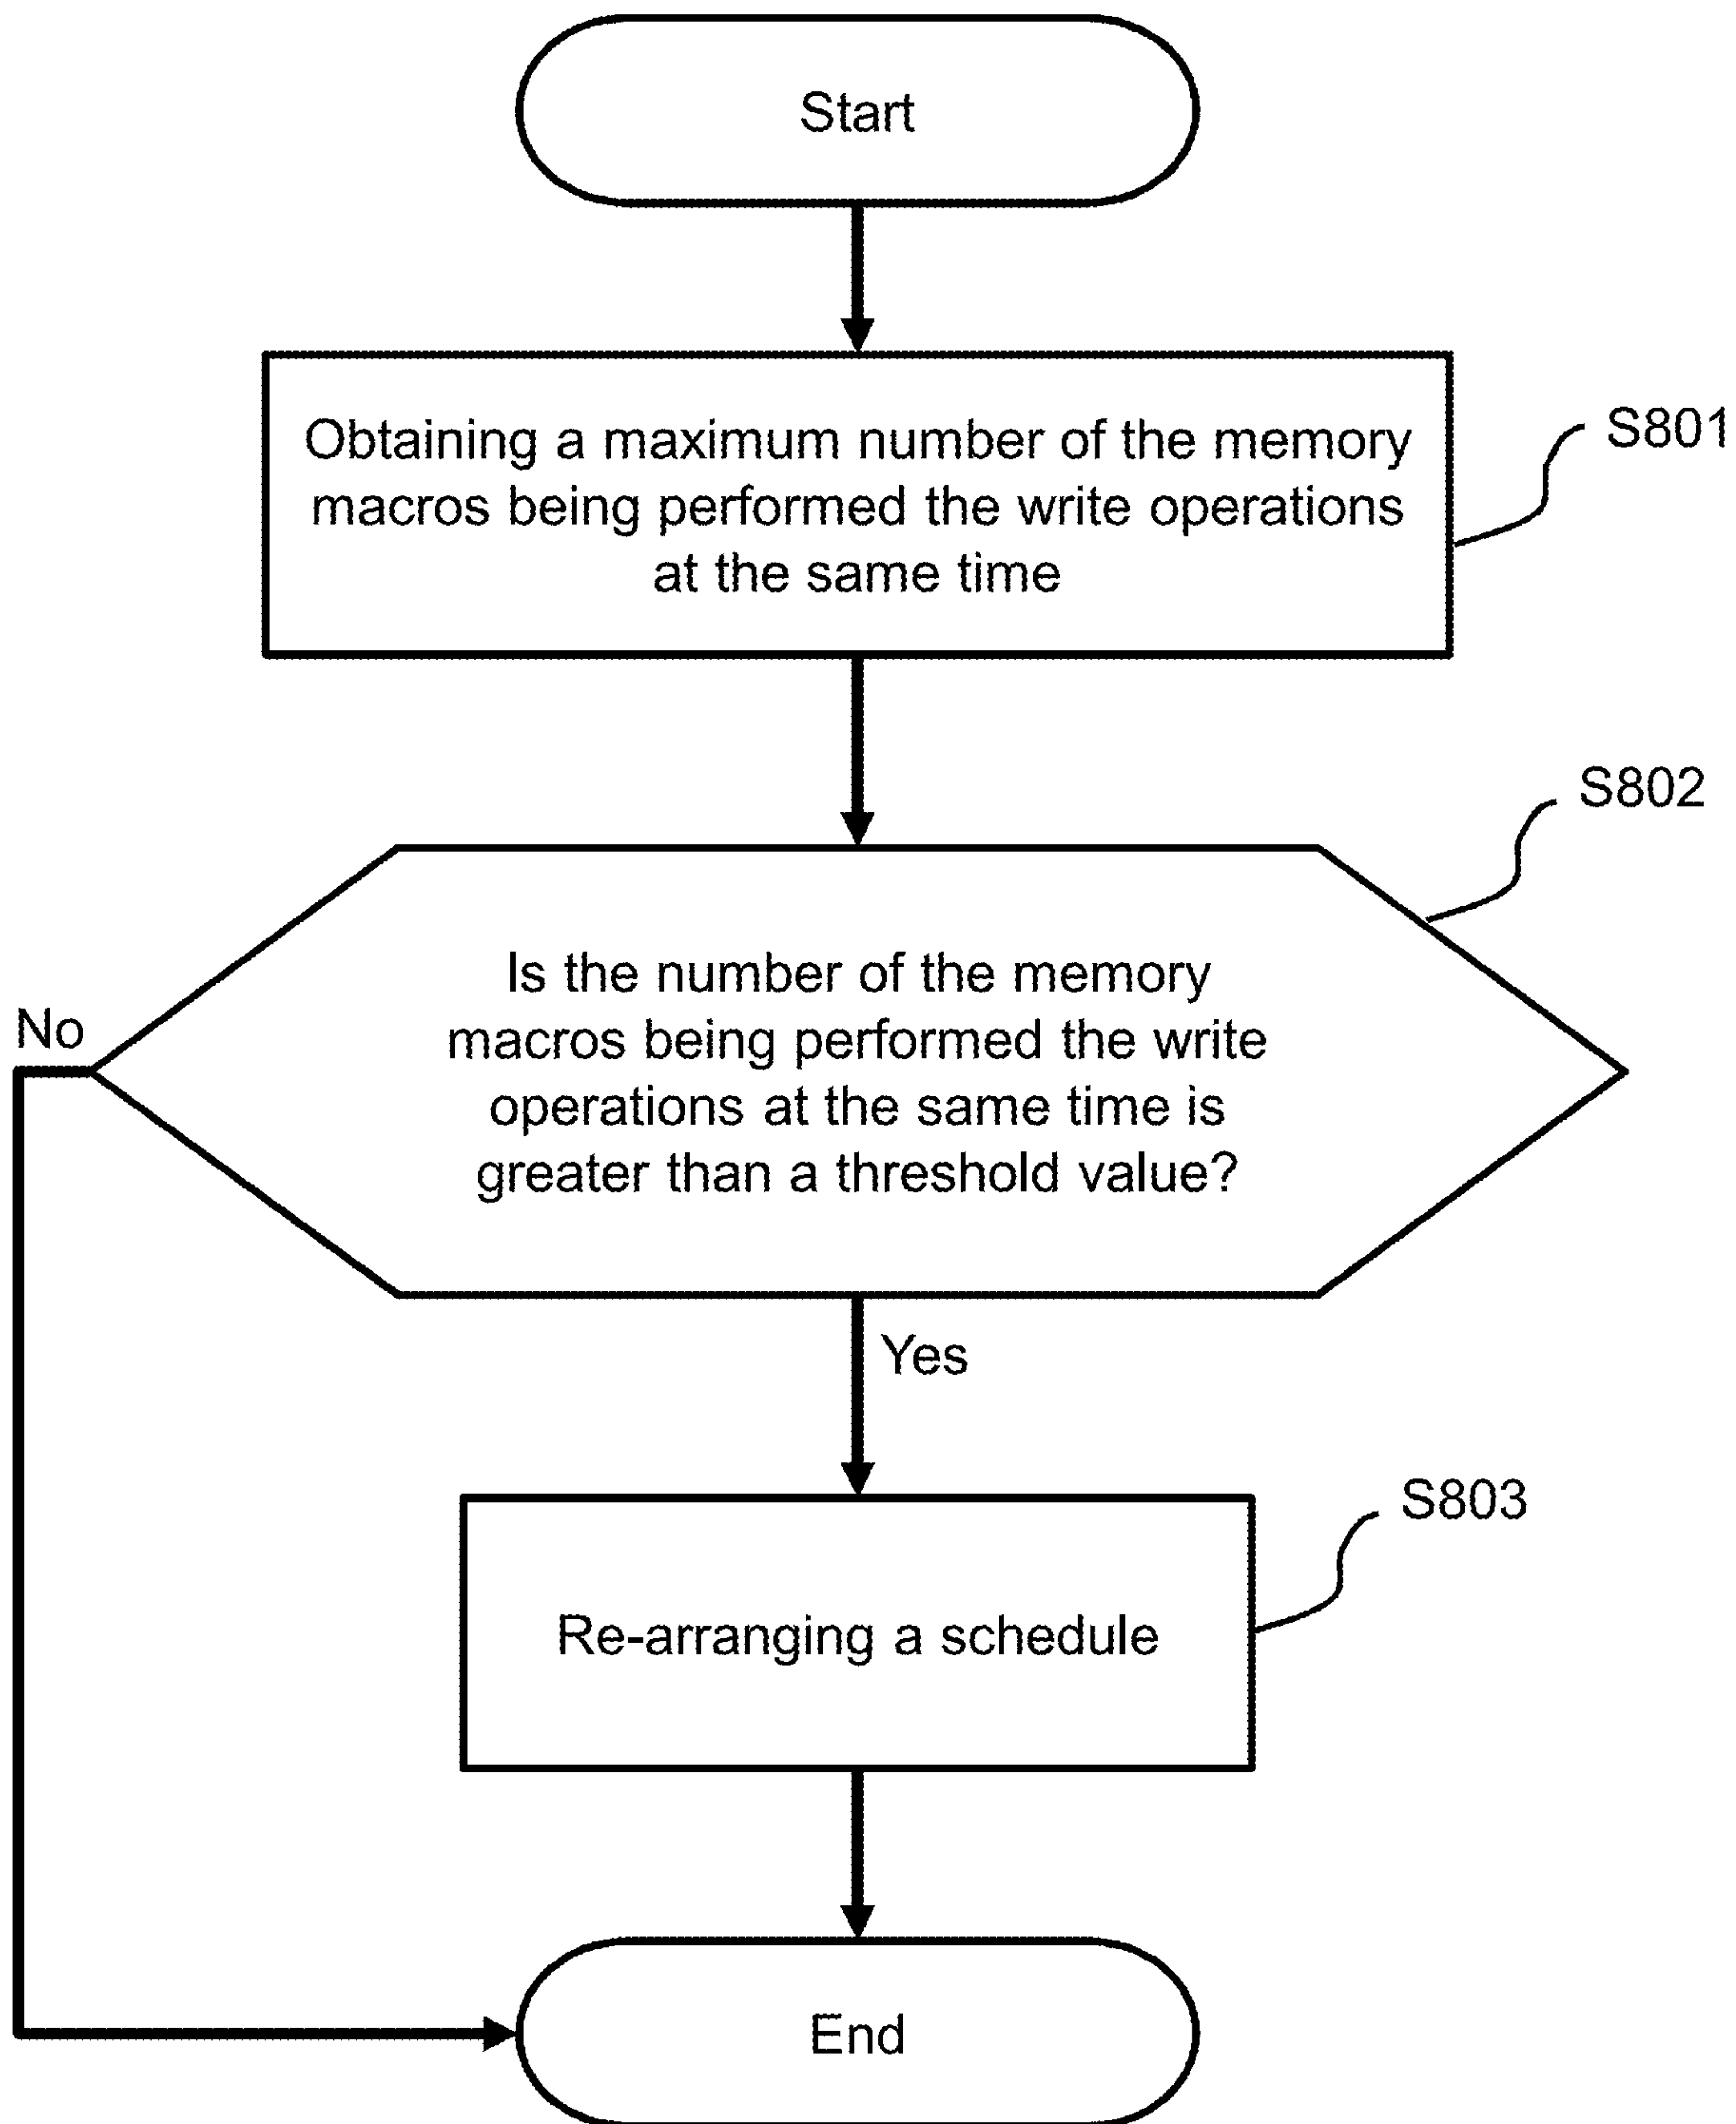 Start
Obtaining a maximum number of the memory
macros being performed the write operations
at the same time
S801
S802
Is the number of the memory
macros being performed the write
operations at the same time is
greater than a threshold value?
No
Yes
S803
Re-arranging a schedule
End